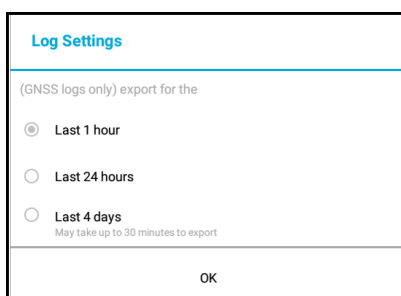 Log Settings
(GNSS logs only) export for the
Last 1 hour
Last 24 hours
Last 4 days
May take up to 30 minutes to export
OK